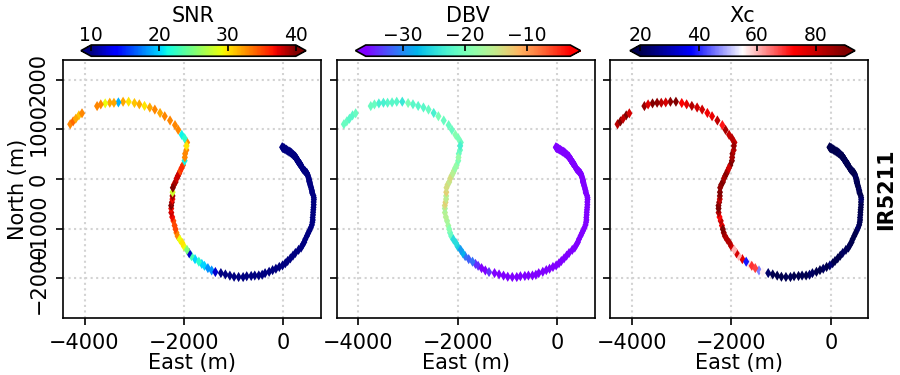 SNR DBV Xc
10 20 30 40 −30 −20 −10 20 40 60 80
North (m)
2000
1000
0
−1000
−2000
IR5211
−4000 −2000 0 −4000 −2000 0 −4000 −2000 0
East (m) East (m) East (m)